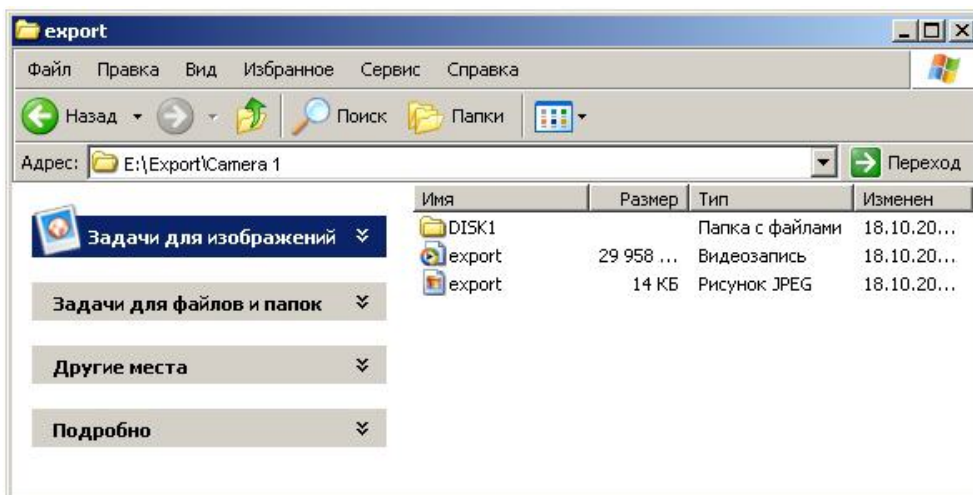 export
Файл Правка Вид Избранное Сервис Справка
Назад Поиск Папки
Адрес: E:\Export\Camera 1 Переход
Имя Размер Тип Изменен
DISK1 Папка с файлами 18.10.20...
export 29 958 ... Видеозапись 18.10.20...
export 14 КБ Рисунок JPEG 18.10.20...
Задачи для изображений
Задачи для файлов и папок
Другие места
Подробно